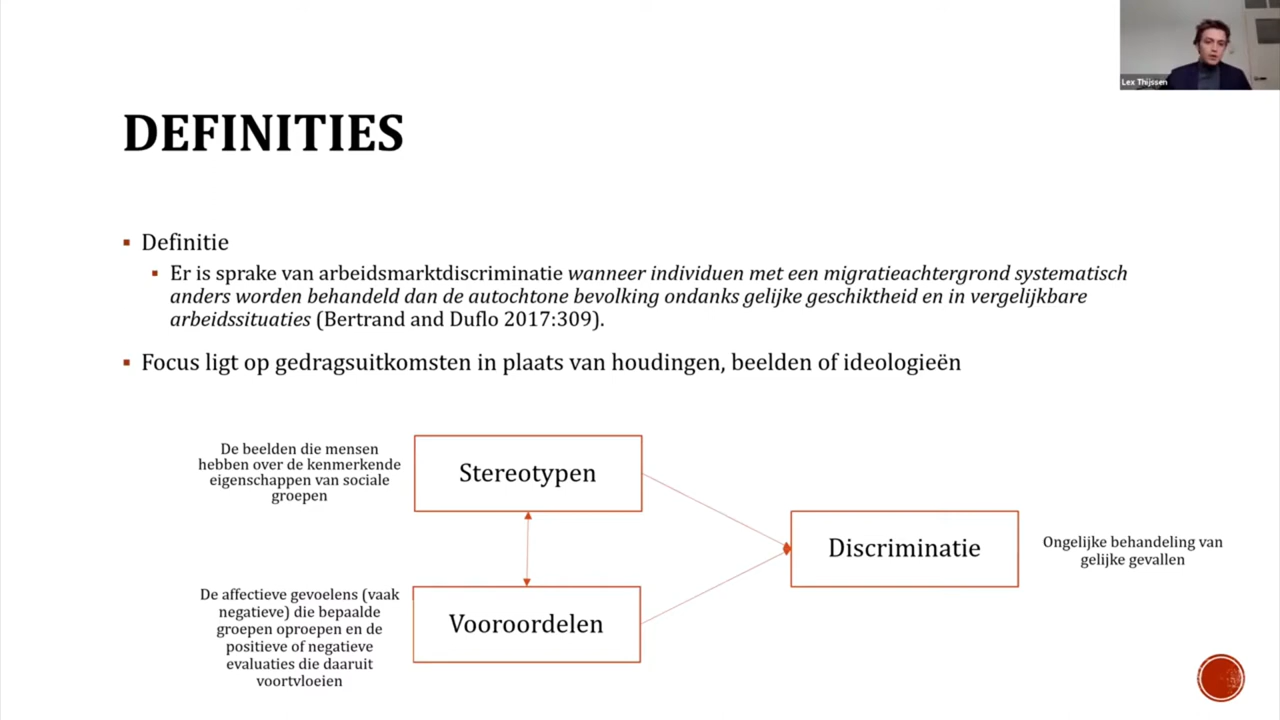 Lex Thijssen
DEFINITIES
Definitie
Er is sprake van arbeidsmarktdiscriminatie wanneer individuen met een migratieachtergrond systematisch
anders worden behandeld dan de autochtone bevolking ondanks gelijke geschiktheid en in vergelijkbare
arbeidssituaties (Bertrand and Duflo 2017:309).
Focus ligt op gedragsuitkomsten in plaats van houdingen, beelden of ideologieën
De beelden die mensen
hebben over de kenmerkende
eigenschappen van sociale
groepen
Stereotypen
Discriminatie
Ongelijke behandeling van
gelijke gevallen
De affectieve gevoelens (vaak
negatieve) die bepaalde
groepen oproepen en de
positieve of negatieve
evaluaties die daaruit
voortvloeien
Vooroordelen